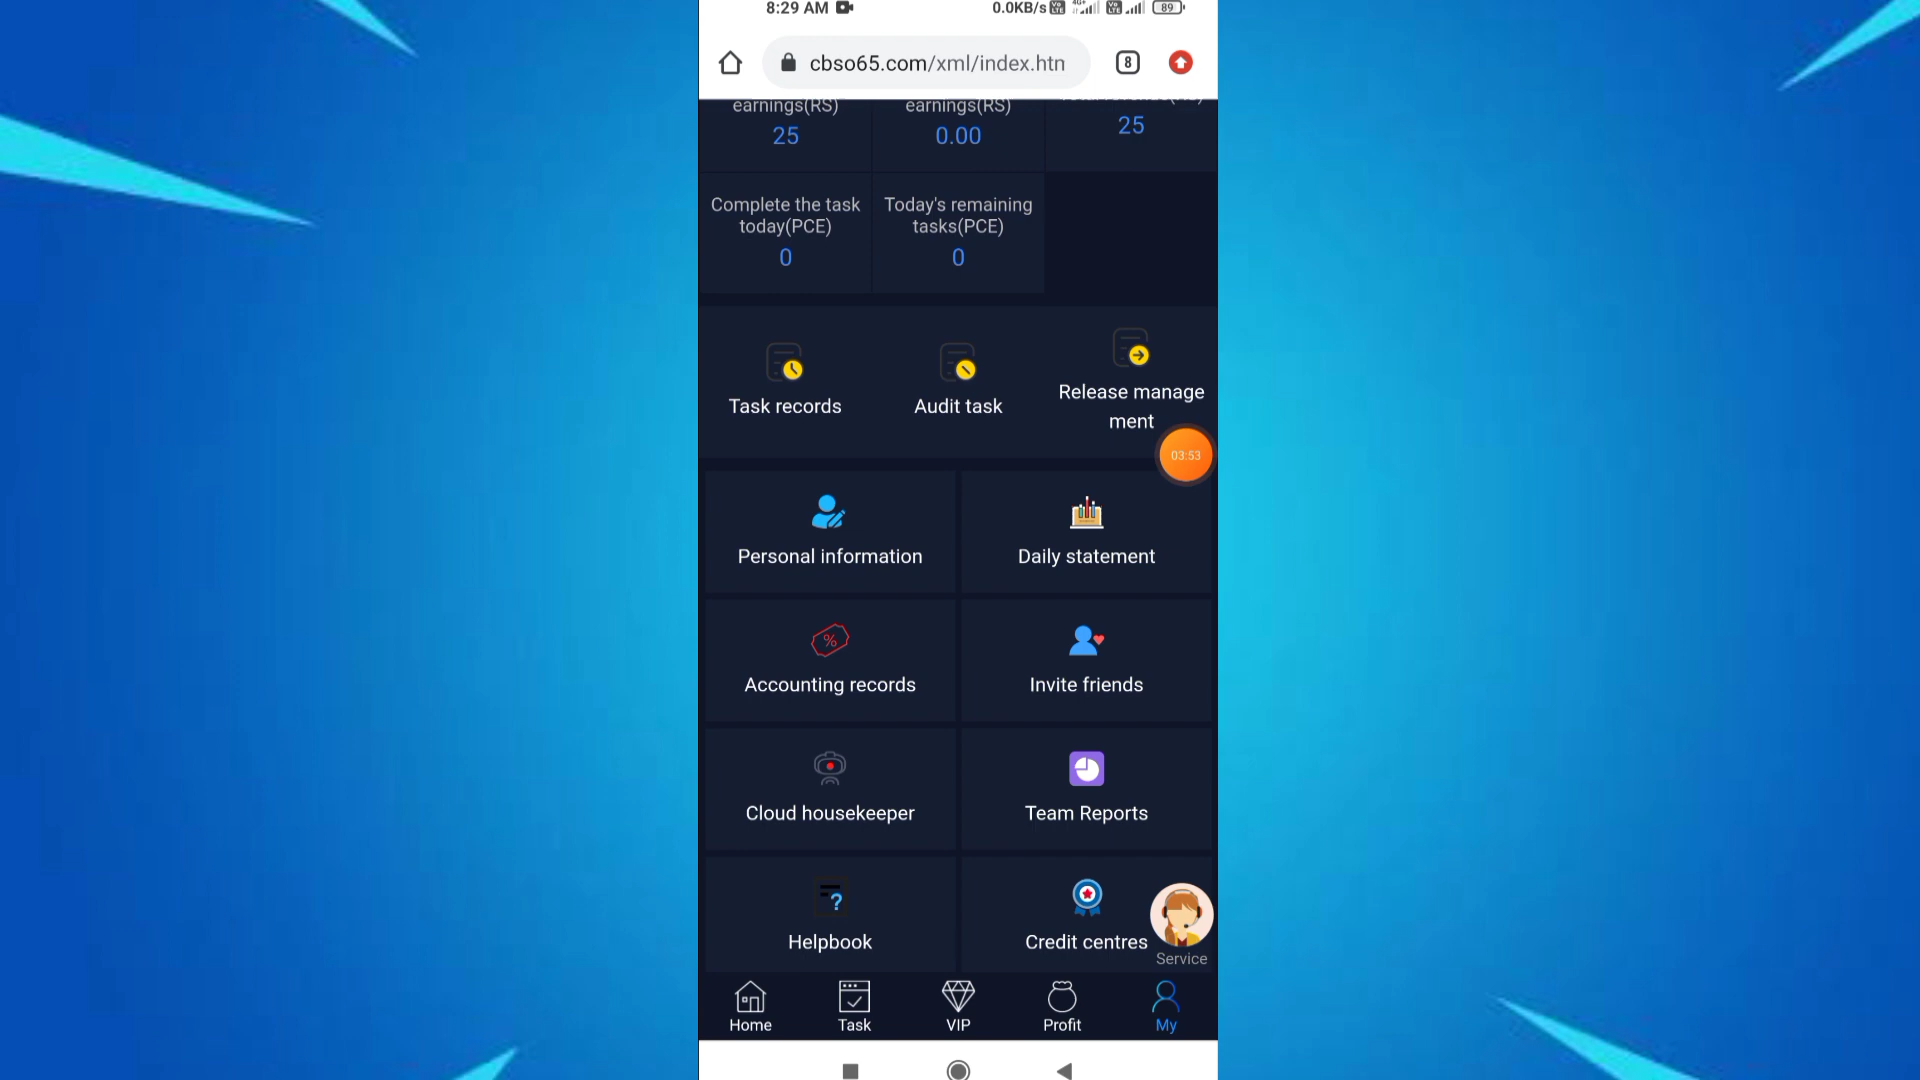 8:29 AM 0.0KB/s 4G+ 89
cbso65.com/xml/index.htn 8
earnings(RS) earnings(RS)
25 0.00 25
Complete the task Today's remaining
today(PCE) tasks(PCE)
0 0
Task records Audit task Release manage
ment
03:53
Personal information Daily statement
%
Accounting records Invite friends
Cloud housekeeper Team Reports
?
Helpbook Credit centres
Service
Home Task VIP Profit My